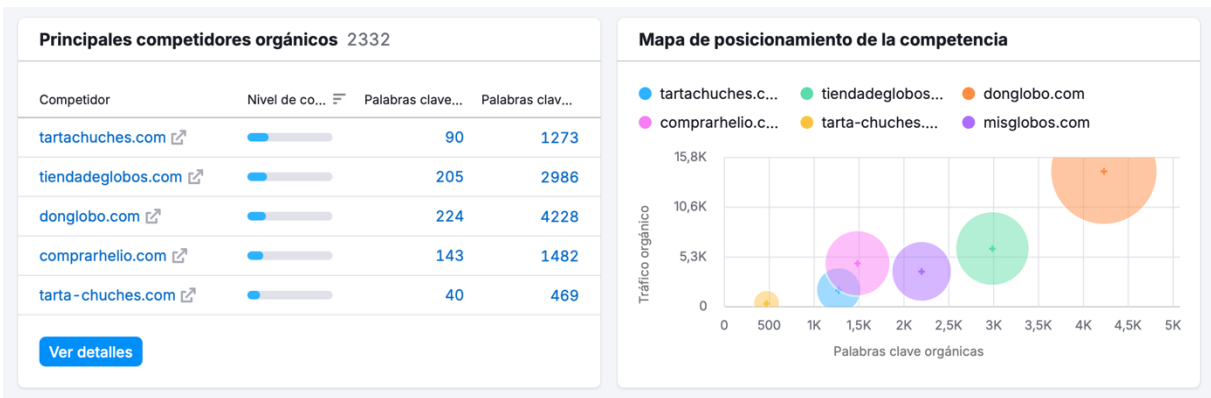 Principales competidores orgánicos 2332
Competidor Nivel de co... Palabras clave... Palabras clav...
tartachuches.com 90 1273
tiendadeglobos.com 205 2986
donglobo.com 224 4228
comprarhelio.com 143 1482
tarta-chuches.com 40 469
Ver detalles
Mapa de posicionamiento de la competencia
tartachuches.c... tiendadeglobos... donglobo.com
comprarhelio.c... tarta-chuches.... misglobos.com
15,8K
10,6K
5,3K
0
Tráfico orgánico
0 500 1K 1,5K 2K 2,5K 3K 3,5K 4K 4,5K 5K
Palabras clave orgánicas